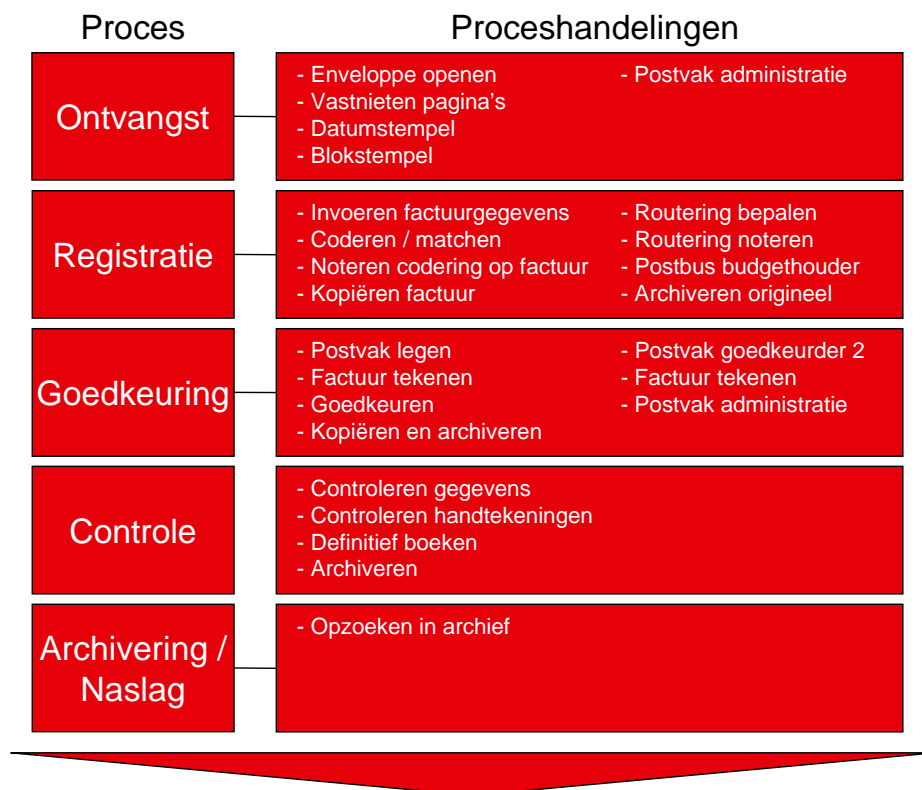 Proces
Proceshandelingen
Ontvangst
- Enveloppe openen
- Vastnieten pagina’s
- Datumstempel
- Blokstempel
- Postvak administratie
Registratie
- Invoeren factuurgegevens
- Coderen / matchen
- Noteren codering op factuur
- Kopiëren factuur
- Routering bepalen
- Routering noteren
- Postbus budgethouder
- Archiveren origineel
Goedkeuring
- Postvak legen
- Factuur tekenen
- Goedkeuren
- Kopiëren en archiveren
- Postvak goedkeurder 2
- Factuur tekenen
- Postvak administratie
Controle
- Controleren gegevens
- Controleren handtekeningen
- Definitief boeken
- Archiveren
Archivering /
Naslag
- Opzoeken in archief